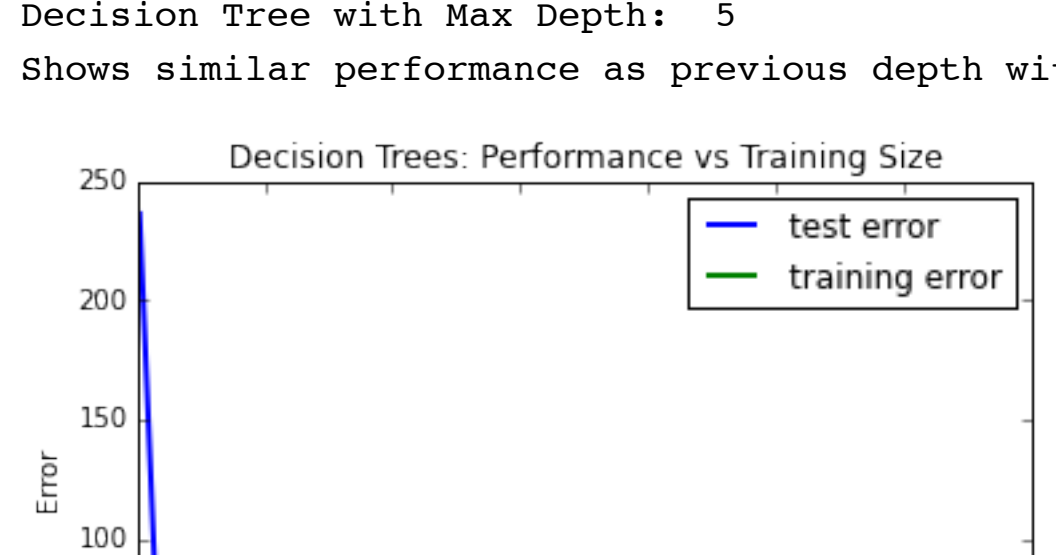 Decision Tree with Max Depth: 5
Shows similar performance as previous depth
Decision Trees: Performance vs Training Size
250
test error
training error
200
150
Error
100